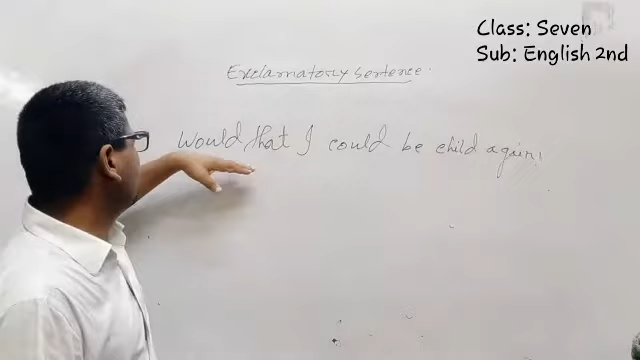 Class: Seven
Sub: English 2nd
Exclamatory Sentence.
Would that I could be child again!